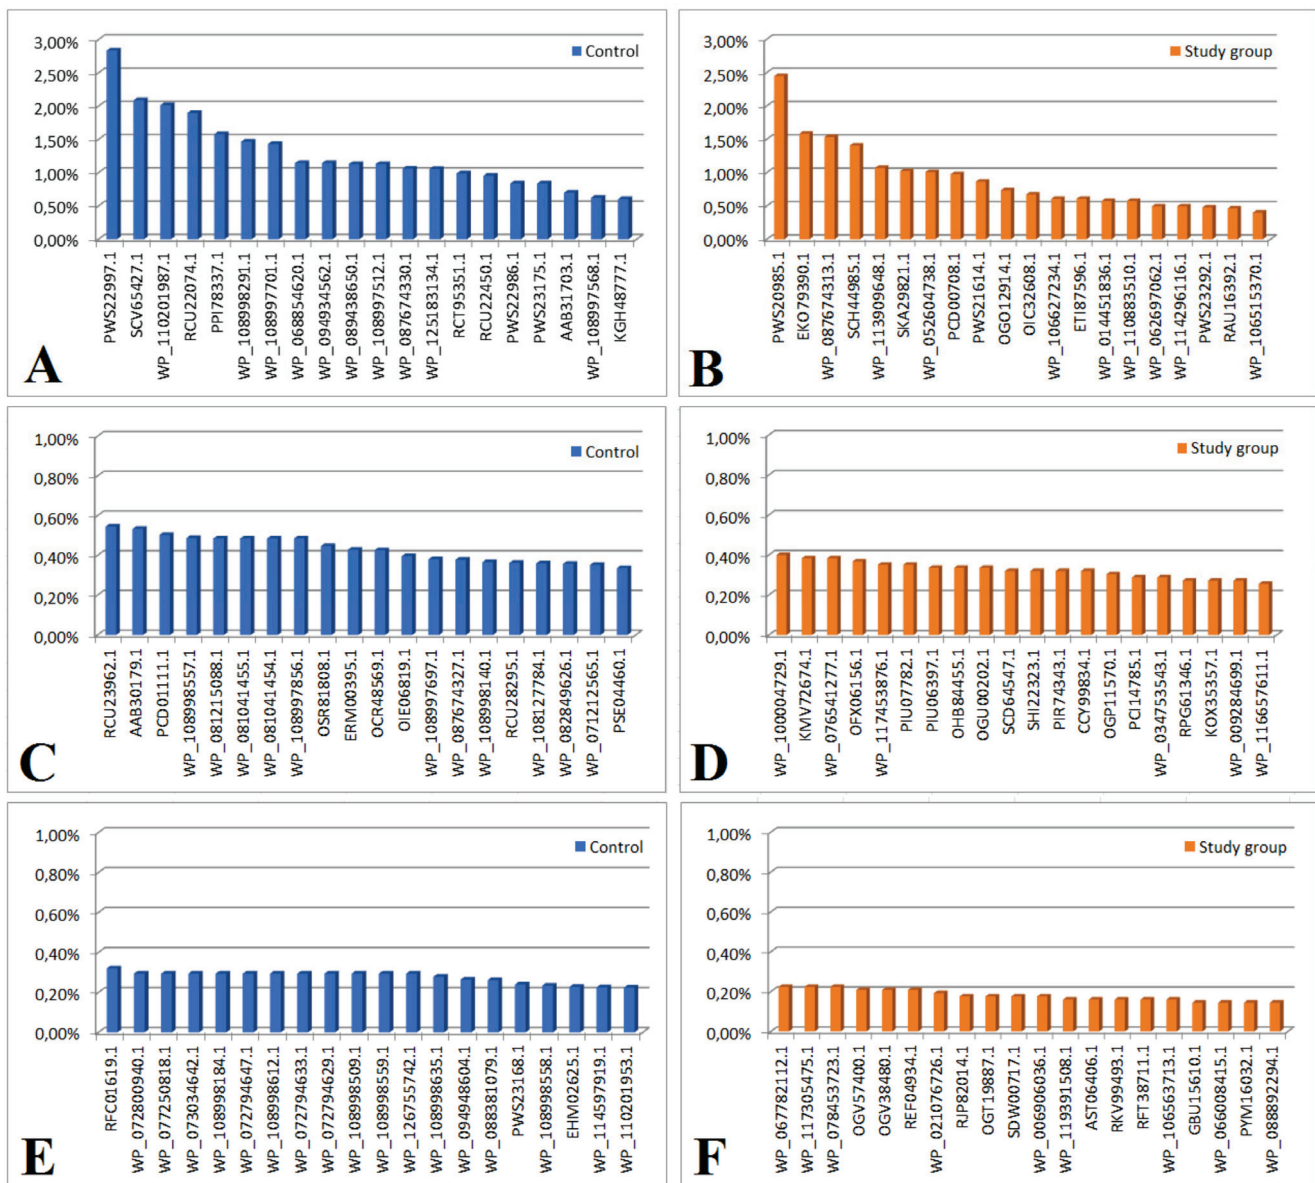 3,00%
2,50%
2,00%
1,50%
1,00%
0,50%
0,00%
Control
PWS22997.1
SCV65427.1
WP_110201987.1
RCU22074.1
PPI78337.1
WP_108998291.1
WP_108997701.1
WP_068854620.1
WP_094934562.1
WP_089438650.1
WP_108997512.1
WP_087674330.1
WP_125183134.1
RCT95351.1
RCU22450.1
PWS22986.1
PWS23175.1
AAB31703.1
WP_108997568.1
KGH48777.1
A
3,00%
2,50%
2,00%
1,50%
1,00%
0,50%
0,00%
Study group
PWS20985.1
EKO79390.1
WP_087674313.1
SCH44985.1
WP_113909648.1
SKA29821.1
WP_052604738.1
PCD00708.1
PWS21614.1
OGO12914.1
OIC32608.1
WP_106627234.1
ETI87596.1
WP_014451836.1
WP_110883510.1
WP_062697062.1
WP_114296116.1
PWS23292.1
RAU16392.1
WP_106515370.1
B
1,00%
0,80%
0,60%
0,40%
0,20%
0,00%
Control
RCU23962.1
AAB30179.1
PCD01111.1
WP_108998557.1
WP_081215088.1
WP_081041455.1
WP_081041454.1
WP_108997856.1
OSR81808.1
ERM00395.1
OCR48569.1
OIE06819.1
WP_108997697.1
WP_087674327.1
WP_108998140.1
RCU28295.1
WP_108127784.1
WP_082849626.1
WP_071212565.1
PSE04460.1
C
1,00%
0,80%
0,60%
0,40%
0,20%
0,00%
Study group
WP_100004729.1
KMV72674.1
WP_076541277.1
OFX06156.1
WP_117453876.1
PIU07782.1
PIU06397.1
OHB84455.1
OGU00202.1
SCD64547.1
SHI22323.1
PIR74343.1
CCY99834.1
OGP11570.1
PCI14785.1
WP_034753543.1
RPG61346.1
KOX35357.1
WP_009284699.1
WP_116657611.1
D
1,00%
0,80%
0,60%
0,40%
0,20%
0,00%
Control
RFC01619.1
WP_072800940.1
WP_077250818.1
WP_073034642.1
WP_108998184.1
WP_072794647.1
WP_108998612.1
WP_072794633.1
WP_072794629.1
WP_108998509.1
WP_108998559.1
WP_126755742.1
WP_108998635.1
WP_094948604.1
WP_088381079.1
PWS23168.1
WP_108998558.1
EHM02625.1
WP_114597919.1
WP_110201953.1
E
1,00%
0,80%
0,60%
0,40%
0,20%
0,00%
Study group
WP_067782112.1
WP_117305475.1
WP_078453723.1
OGV57400.1
OGV38480.1
REF04934.1
WP_021076726.1
RJP82014.1
OGT19887.1
SDW00717.1
WP_006906036.1
WP_119391508.1
AST06406.1
RKV99493.1
RFT38711.1
WP_106563713.1
GBU15610.1
WP_066008415.1
PYM16032.1
WP_088892294.1
F